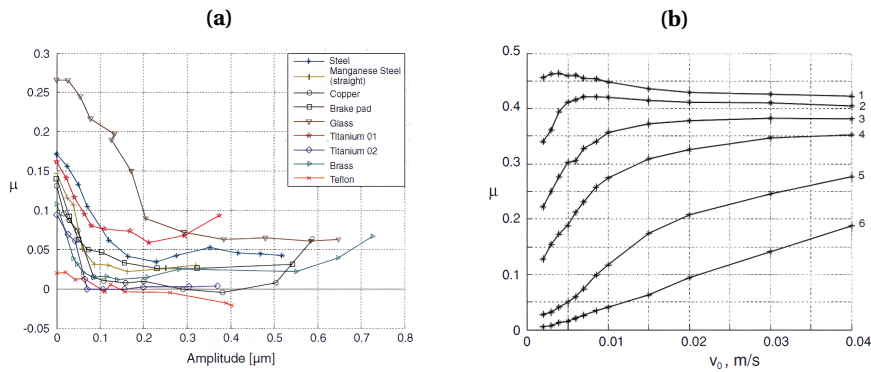 (a)
0.3
0.25
0.2
0.15
0.1
0.05
0
-0.05
μ
0
0.1
0.2
0.3
0.4
0.5
0.6
0.7
0.8
Amplitude [μm]
Steel
Manganese Steel
(straight)
Copper
Brake pad
Glass
Titanium 01
Titanium 02
Brass
Teflon
(b)
0.5
0.4
0.3
0.2
0.1
0
μ
1
2
3
4
5
6
0
0.01
0.02
0.03
0.04
v₀, m/s